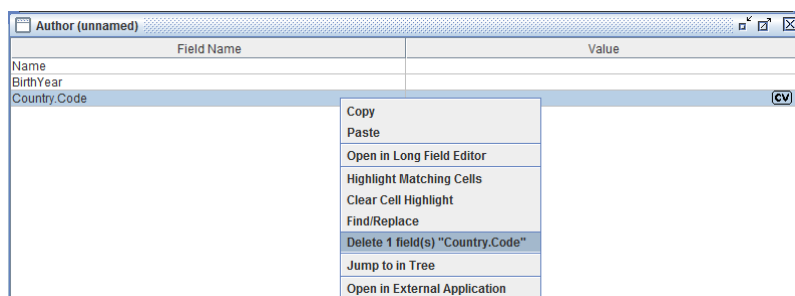 Author (unnamed)
Field Name Value
Name
BirthYear
Country.Code CV
Copy
Paste
Open in Long Field Editor
Highlight Matching Cells
Clear Cell Highlight
Find/Replace
Delete 1 field(s) "Country.Code"
Jump to in Tree
Open in External Application